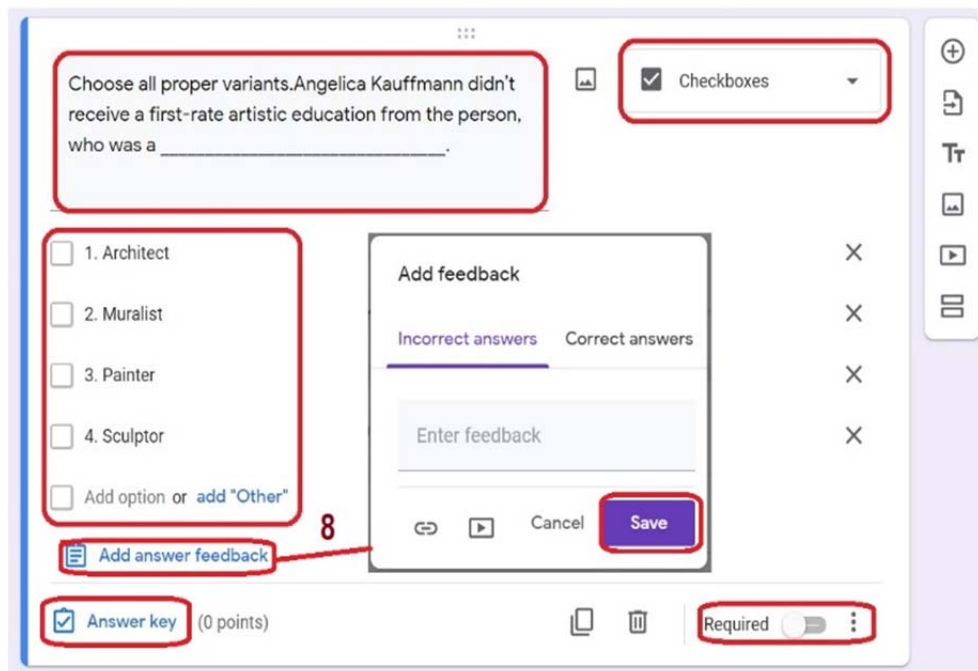 Choose all proper variants.Angelica Kauffmann didn't
receive a first-rate artistic education from the person,
who was a ________________________________.
Checkboxes
Tт
1. Architect
2. Muralist
3. Painter
4. Sculptor
Add option or add "Other"
Add answer feedback
8
Add feedback
Incorrect answers Correct answers
Enter feedback
Cancel Save
Answer key (0 points)
Required